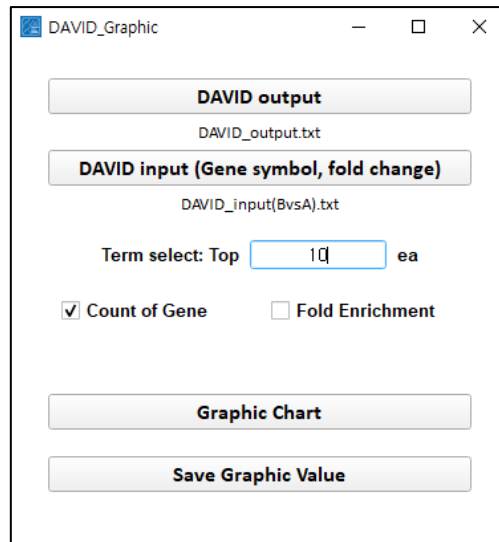 DAVID_Graphic
DAVID output
DAVID_output.txt
DAVID input (Gene symbol, fold change)
DAVID_input(BvsA).txt
Term select: Top 10 ea
Count of Gene Fold Enrichment
Graphic Chart
Save Graphic Value